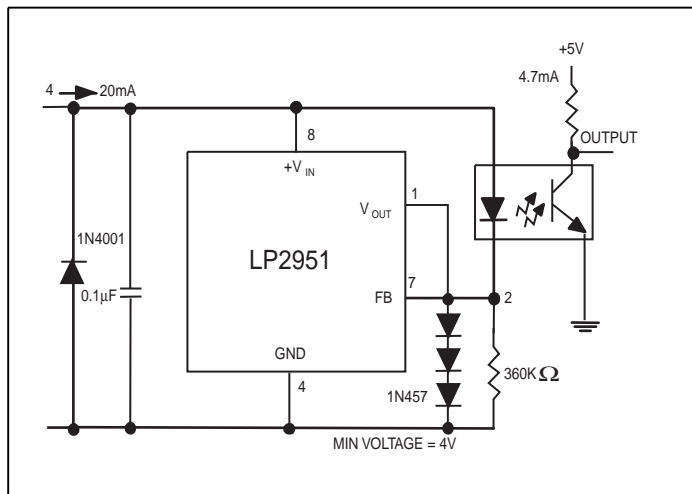 +5V
4.7mA
4 20mA
OUTPUT
8
+V IN
1
V OUT
1N4001
LP2951
7
FB
2
0.1µF
GND
360KΩ
4
1N457
MIN VOLTAGE = 4V